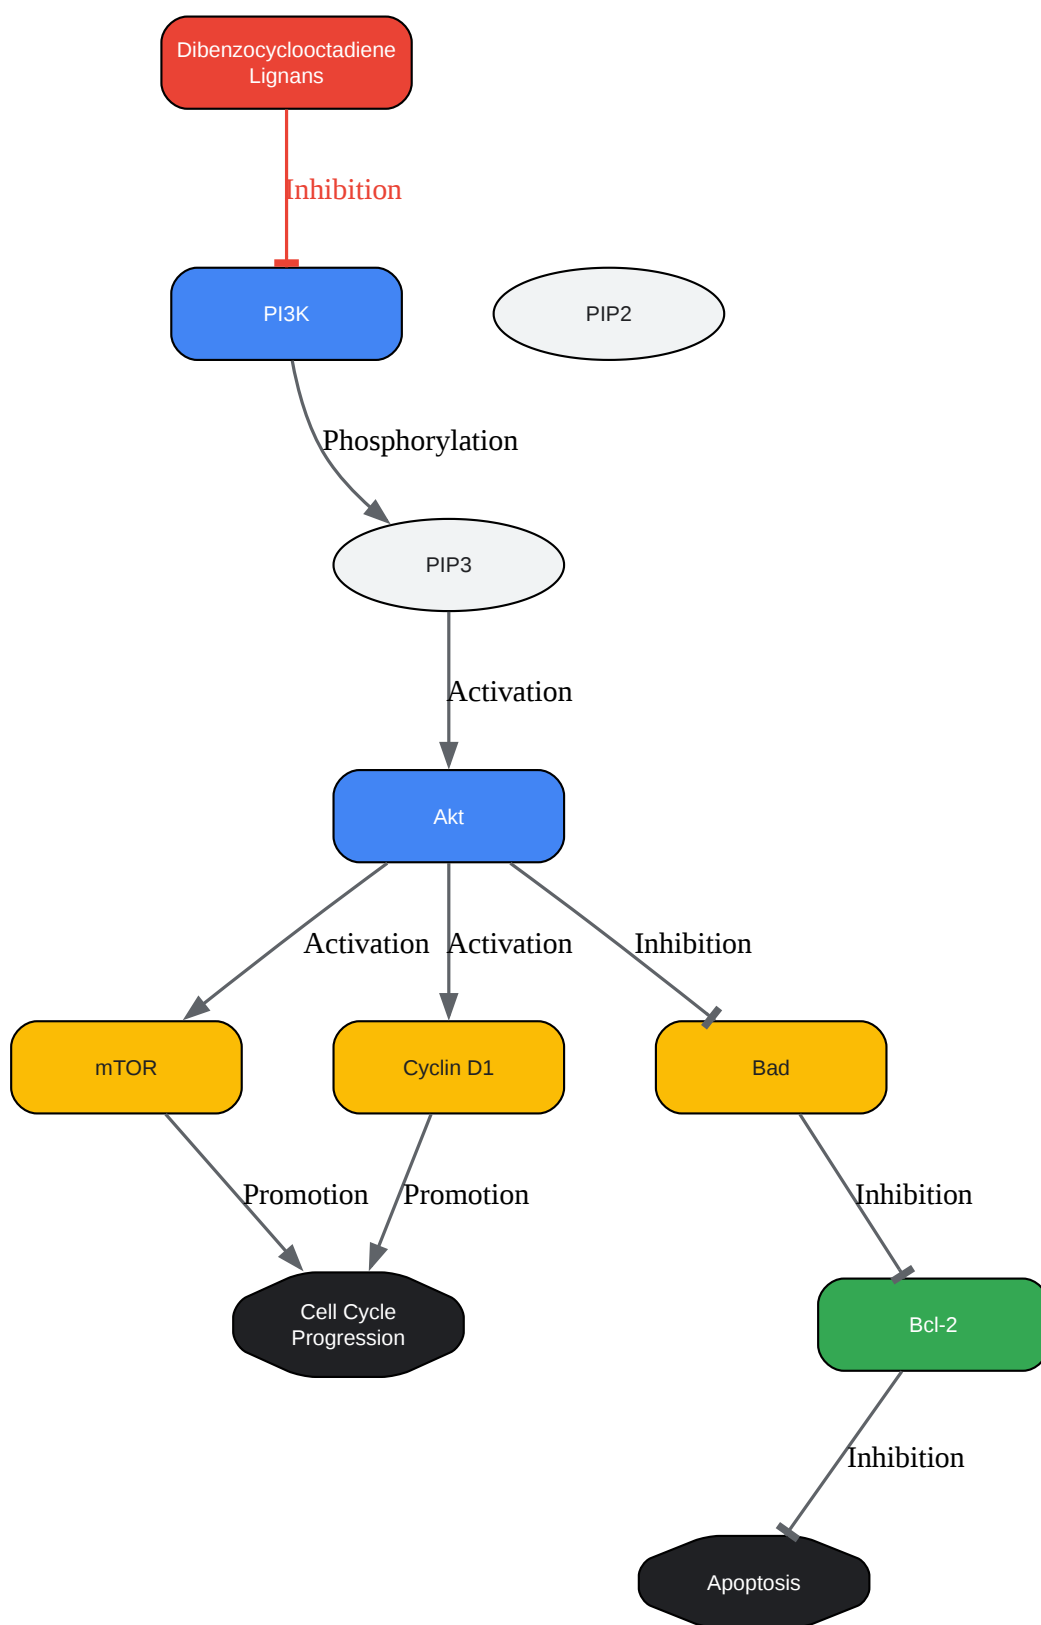 Dibenzocyclooctadiene
Lignans
Inhibition
PI3K
PIP2
Phosphorylation
PIP3
Activation
Akt
Activation
Activation
Inhibition
mTOR
Cyclin D1
Bad
Promotion
Promotion
Inhibition
Cell Cycle
Progression
Bcl-2
Inhibition
Apoptosis